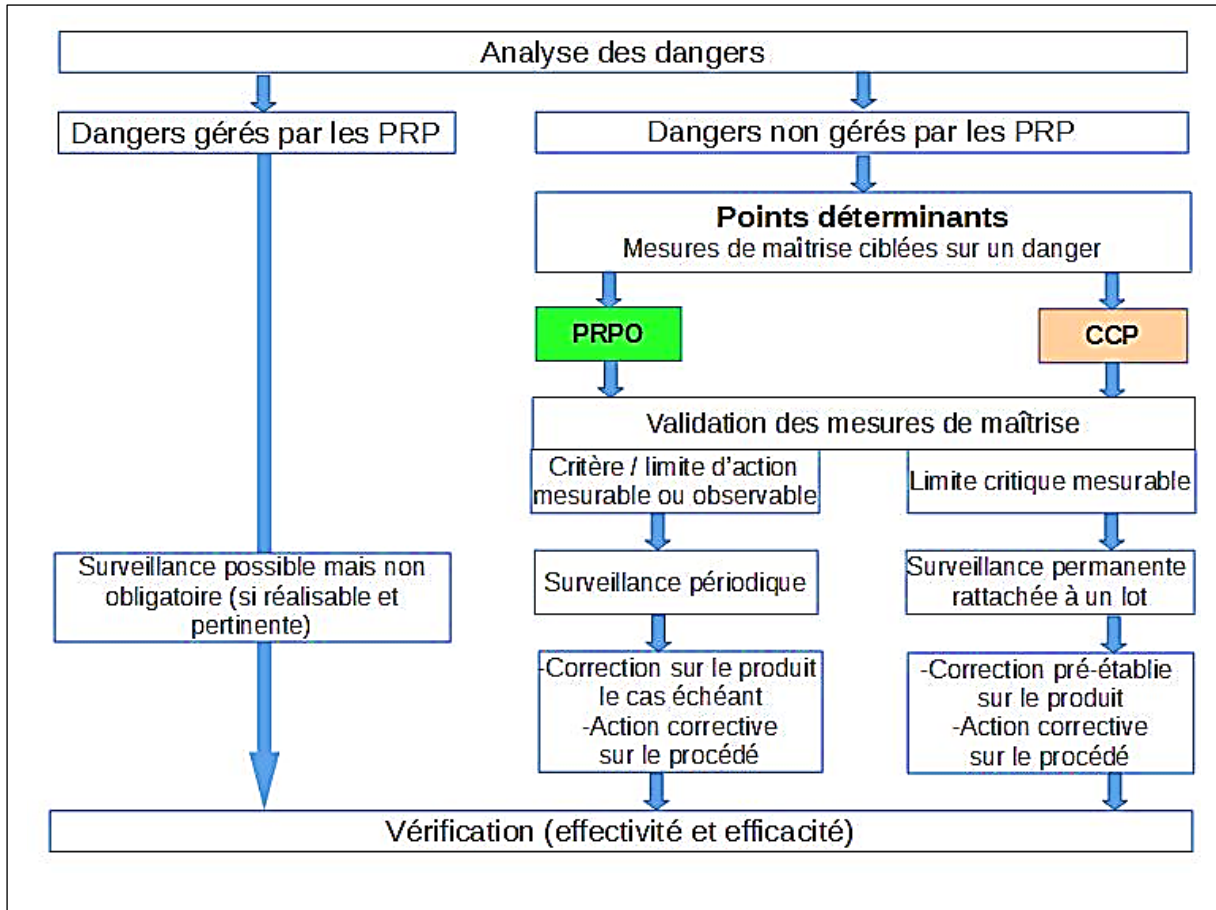 Analyse des dangers
Dangers gérés par les PRP
Dangers non gérés par les PRP
Points déterminants
Mesures de maîtrise ciblées sur un danger
PRPO
CCP
Validation des mesures de maîtrise
Critère / limite d'action
mesurable ou observable
Limite critique mesurable
Surveillance possible mais non
obligatoire (si réalisable et
pertinente)
Surveillance périodique
Surveillance permanente
rattachée à un lot
-Correction sur le produit
le cas échéant
-Action corrective
sur le procédé
-Correction pré-établie
sur le produit
-Action corrective
sur le procédé
Vérification (effectivité et efficacité)